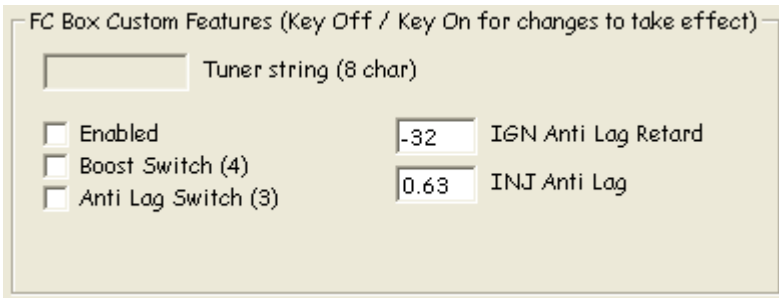 FC Box Custom Features (Key Off / Key On for changes to take effect)
Tuner string (8 char)
Enabled
Boost Switch (4)
Anti Lag Switch (3)
-32 IGN Anti Lag Retard
0.63 INJ Anti Lag